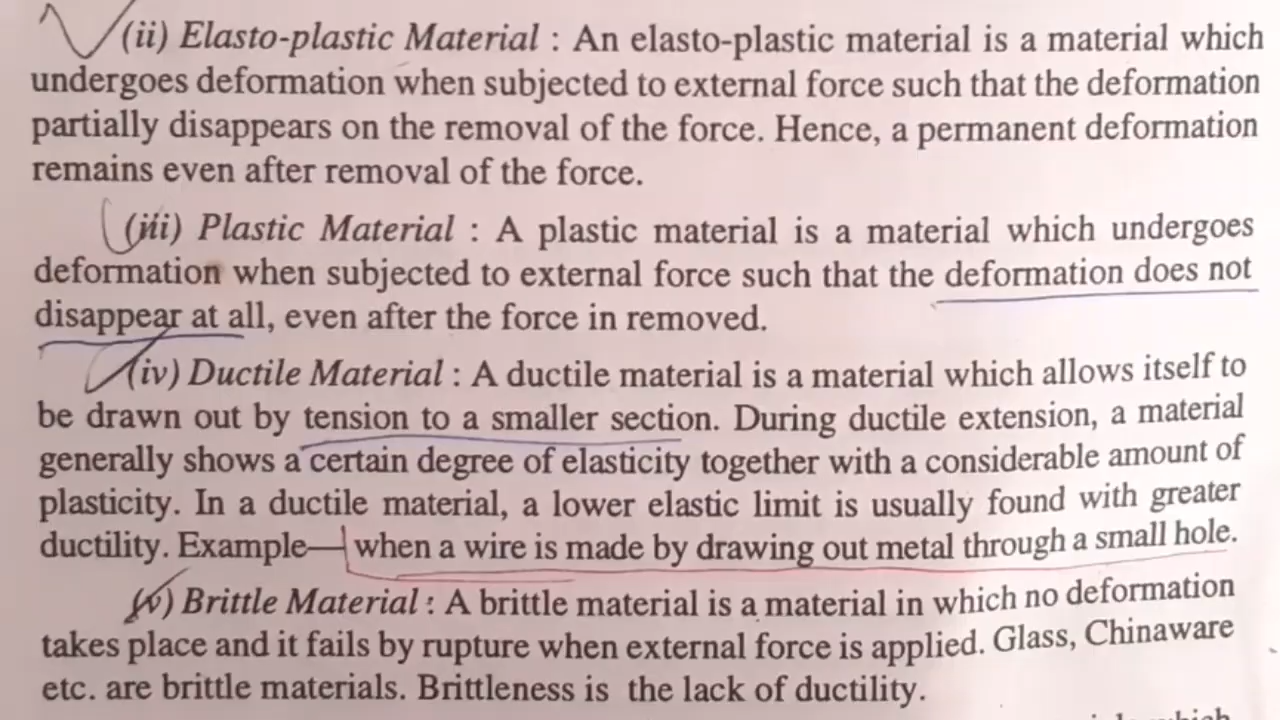 (ii) Elasto-plastic Material : An elasto-plastic material is a material which
undergoes deformation when subjected to external force such that the deformation
partially disappears on the removal of the force. Hence, a permanent deformation
remains even after removal of the force.
(iii) Plastic Material : A plastic material is a material which undergoes
deformation when subjected to external force such that the deformation does not
disappear at all, even after the force in removed.
(iv) Ductile Material : A ductile material is a material which allows itself to
be drawn out by tension to a smaller section. During ductile extension, a material
generally shows a certain degree of elasticity together with a considerable amount of
plasticity. In a ductile material, a lower elastic limit is usually found with greater
ductility. Example—when a wire is made by drawing out metal through a small hole.
(v) Brittle Material : A brittle material is a material in which no deformation
takes place and it fails by rupture when external force is applied. Glass, Chinaware
etc. are brittle materials. Brittleness is the lack of ductility.
which